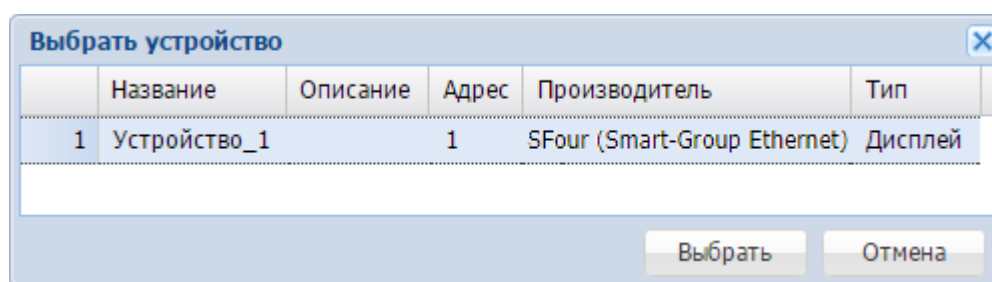 Выбрать устройство
Название Описание Адрес Производитель Тип
1 Устройство_1 1 SFour (Smart-Group Ethernet) Дисплей
Выбрать Отмена